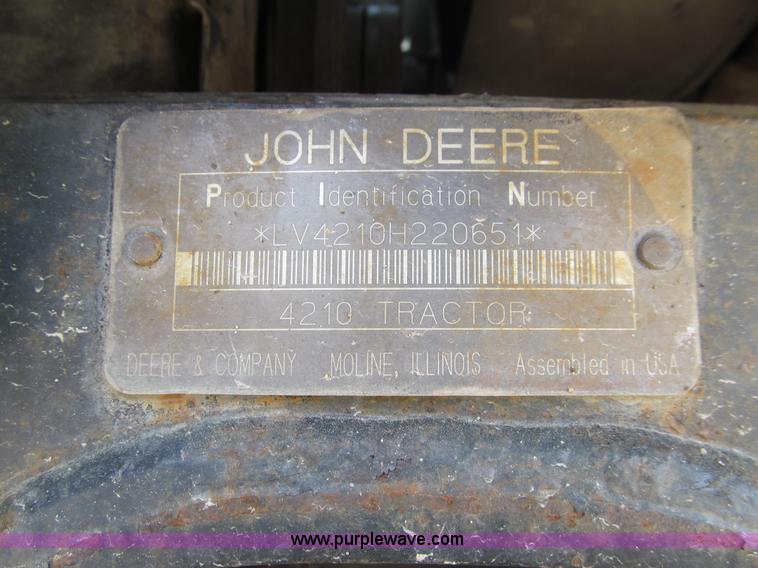 JOHN DEERE
Product Identification Number
*LV4210H220651*
4210 TRACTOR
DEERE & COMPANY MOLINE, ILLINOIS Assembled in USA
www.purplewave.com